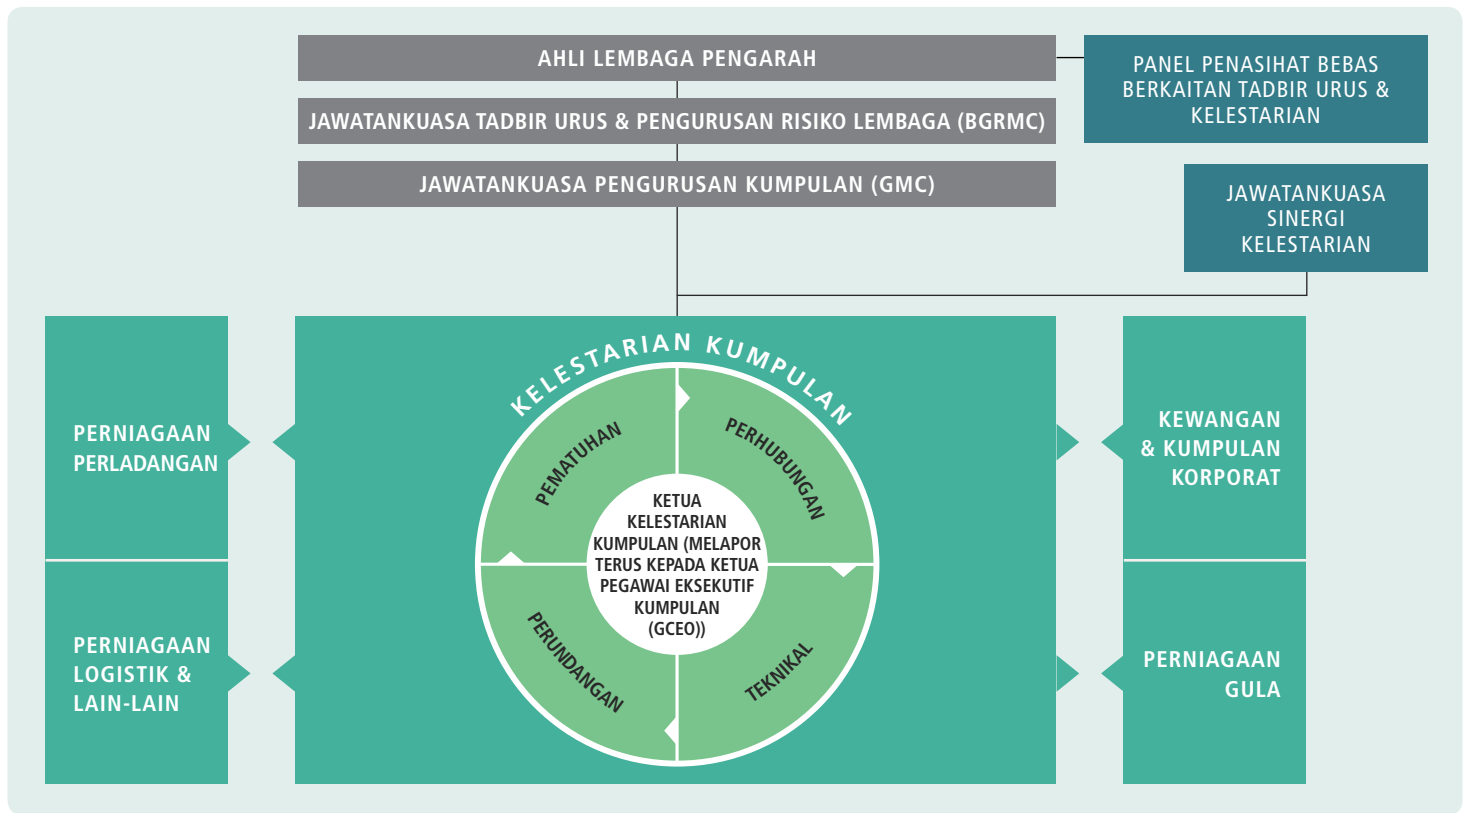 AHLI LEMBAGA PENGARAH
PANEL PENASIHAT BEBAS
BERKAITAN TADBIR URUS &
KELESTARIAN
JAWATANKUASA TADBIR URUS & PENGURUSAN RISIKO LEMBAGA (BGRMC)
JAWATANKUASA PENGURUSAN KUMPULAN (GMC)
JAWATANKUASA
SINERGI
KELESTARIAN
PERNIAGAAN
PERLADANGAN
PERNIAGAAN
LOGISTIK &
LAIN-LAIN
KELESTARIAN KUMPULAN
PEMATUHAN
PERHUBUNGAN
KETUA
KELESTARIAN
KUMPULAN (MELAPOR
TERUS KEPADA KETUA
PEGAWAI EKSEKUTIF
KUMPULAN
(GCEO))
PERUNDANGAN
TEKNIKAL
KEWANGAN
& KUMPULAN
KORPORAT
PERNIAGAAN
GULA